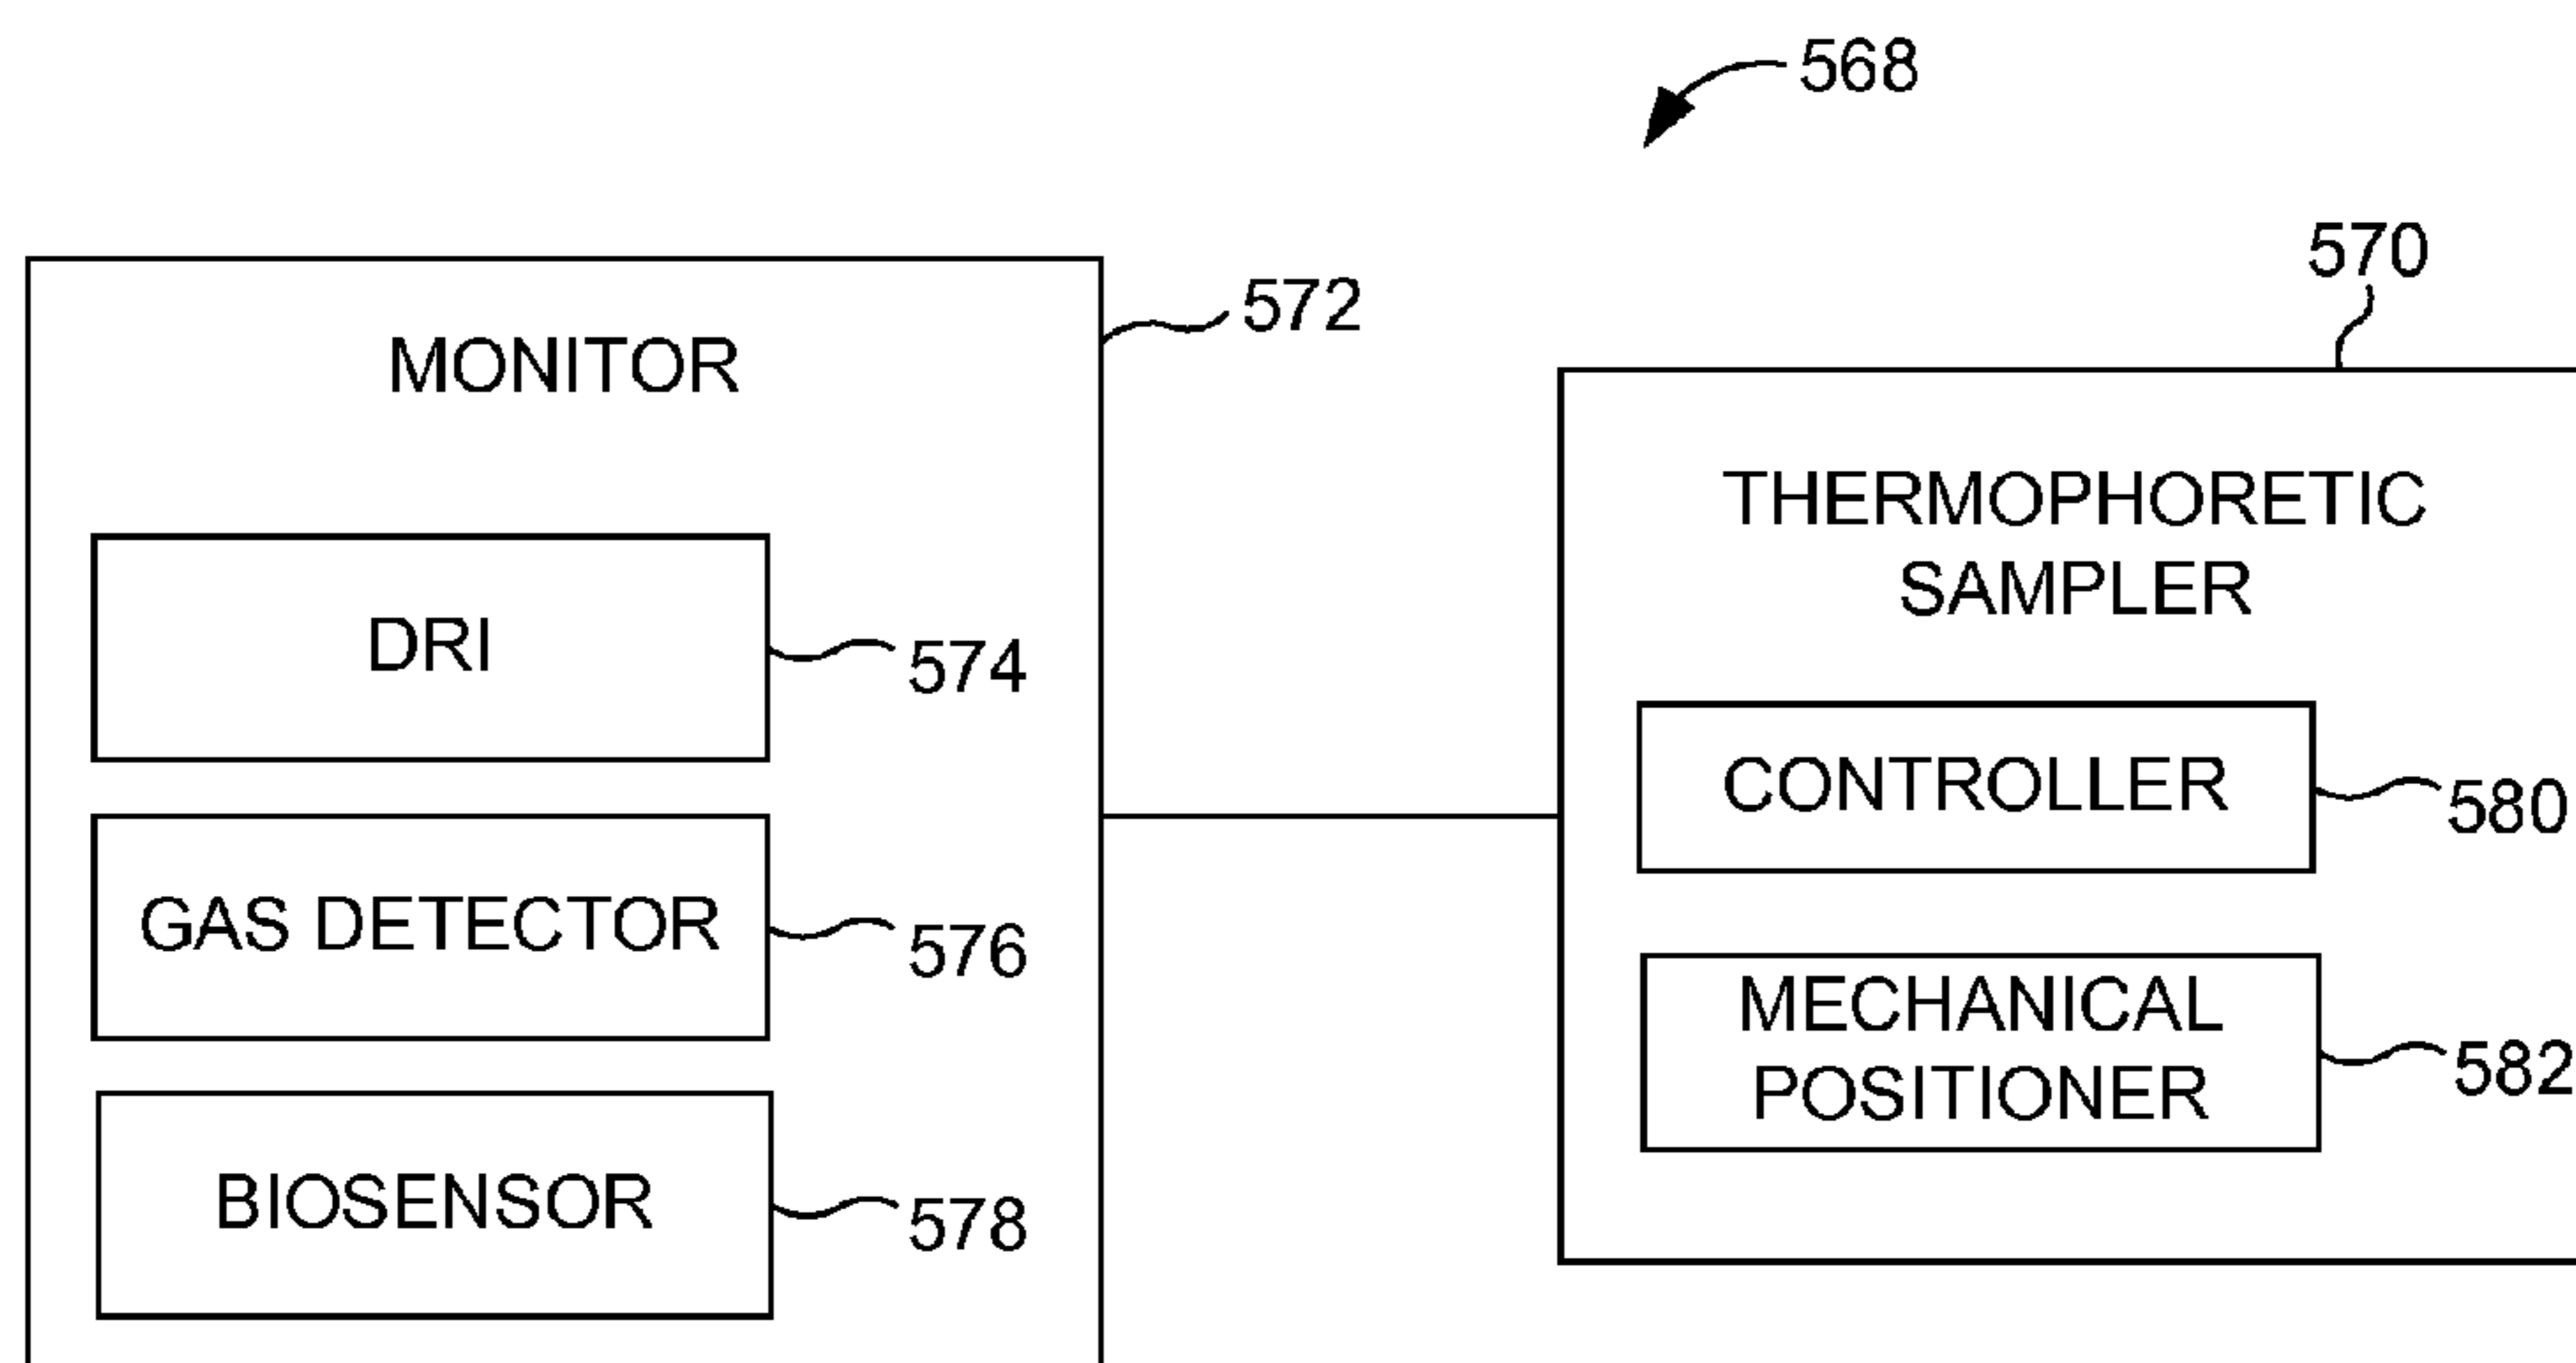 568
572
MONITOR
DRI
574
GAS DETECTOR
576
BIOSENSOR
578
570
THERMOPHORETIC
SAMPLER
CONTROLLER
580
MECHANICAL
POSITIONER
582